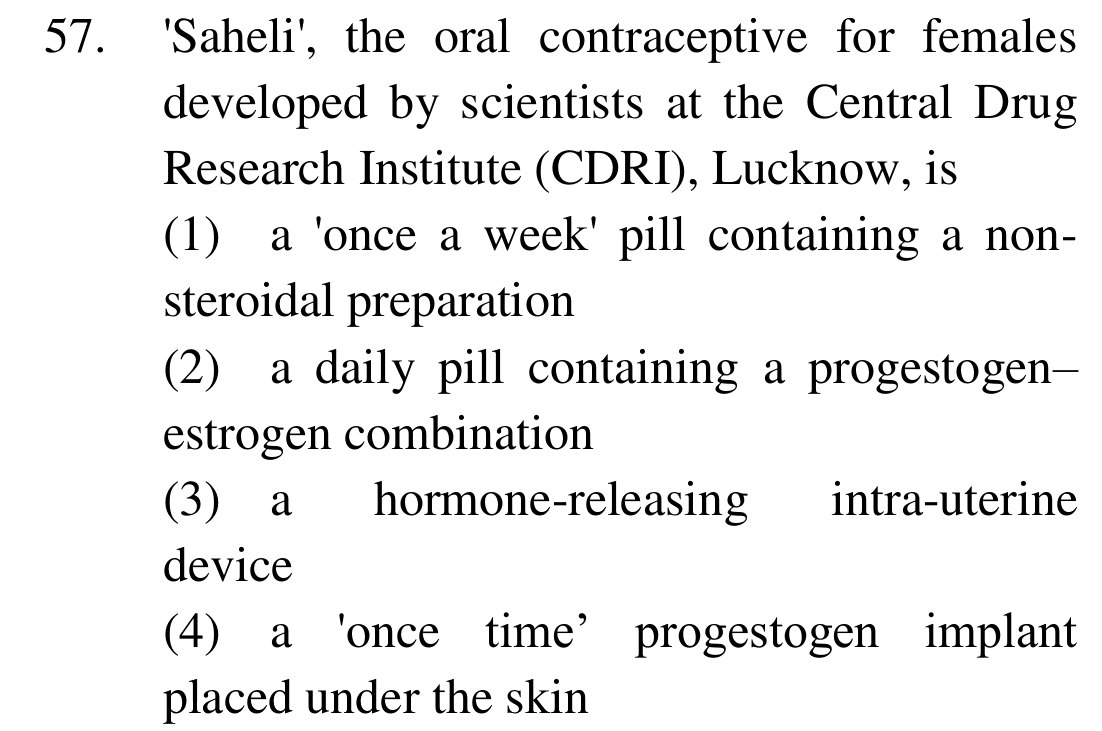 57. 'Saheli', the oral contraceptive for females
developed by scientists at the Central Drug
Research Institute (CDRI), Lucknow, is
(1) a 'once a week' pill containing a non-
steroidal preparation
(2) a daily pill containing a progestogen–
estrogen combination
(3) a hormone-releasing intra-uterine
device
(4) a 'once time’ progestogen implant
placed under the skin